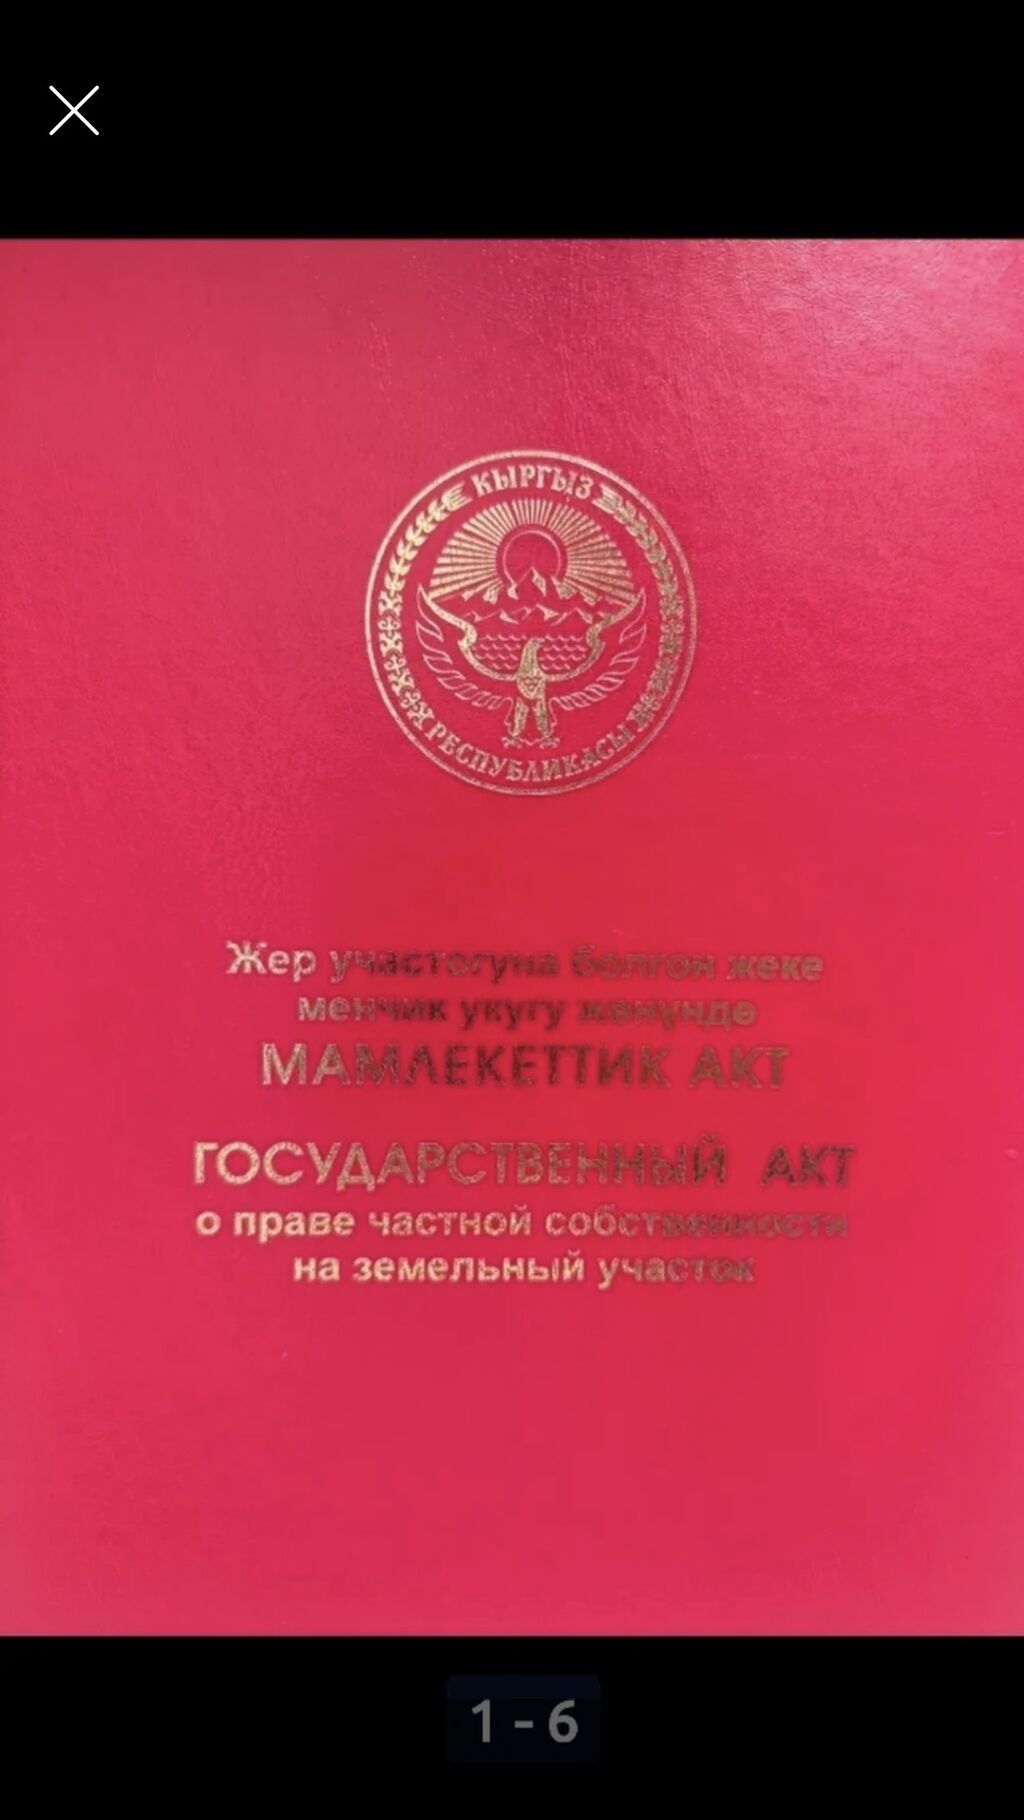 КЫРГЫЗ
РЕСПУБЛИКАСЫ
Жер участогуна болгон жеке
менчик укугу жөнүндө
МАМЛЕКЕТТИК АКТ
ГОСУДАРСТВЕННЫЙ АКТ
о праве частной собственности
на земельный участок
1 - 6